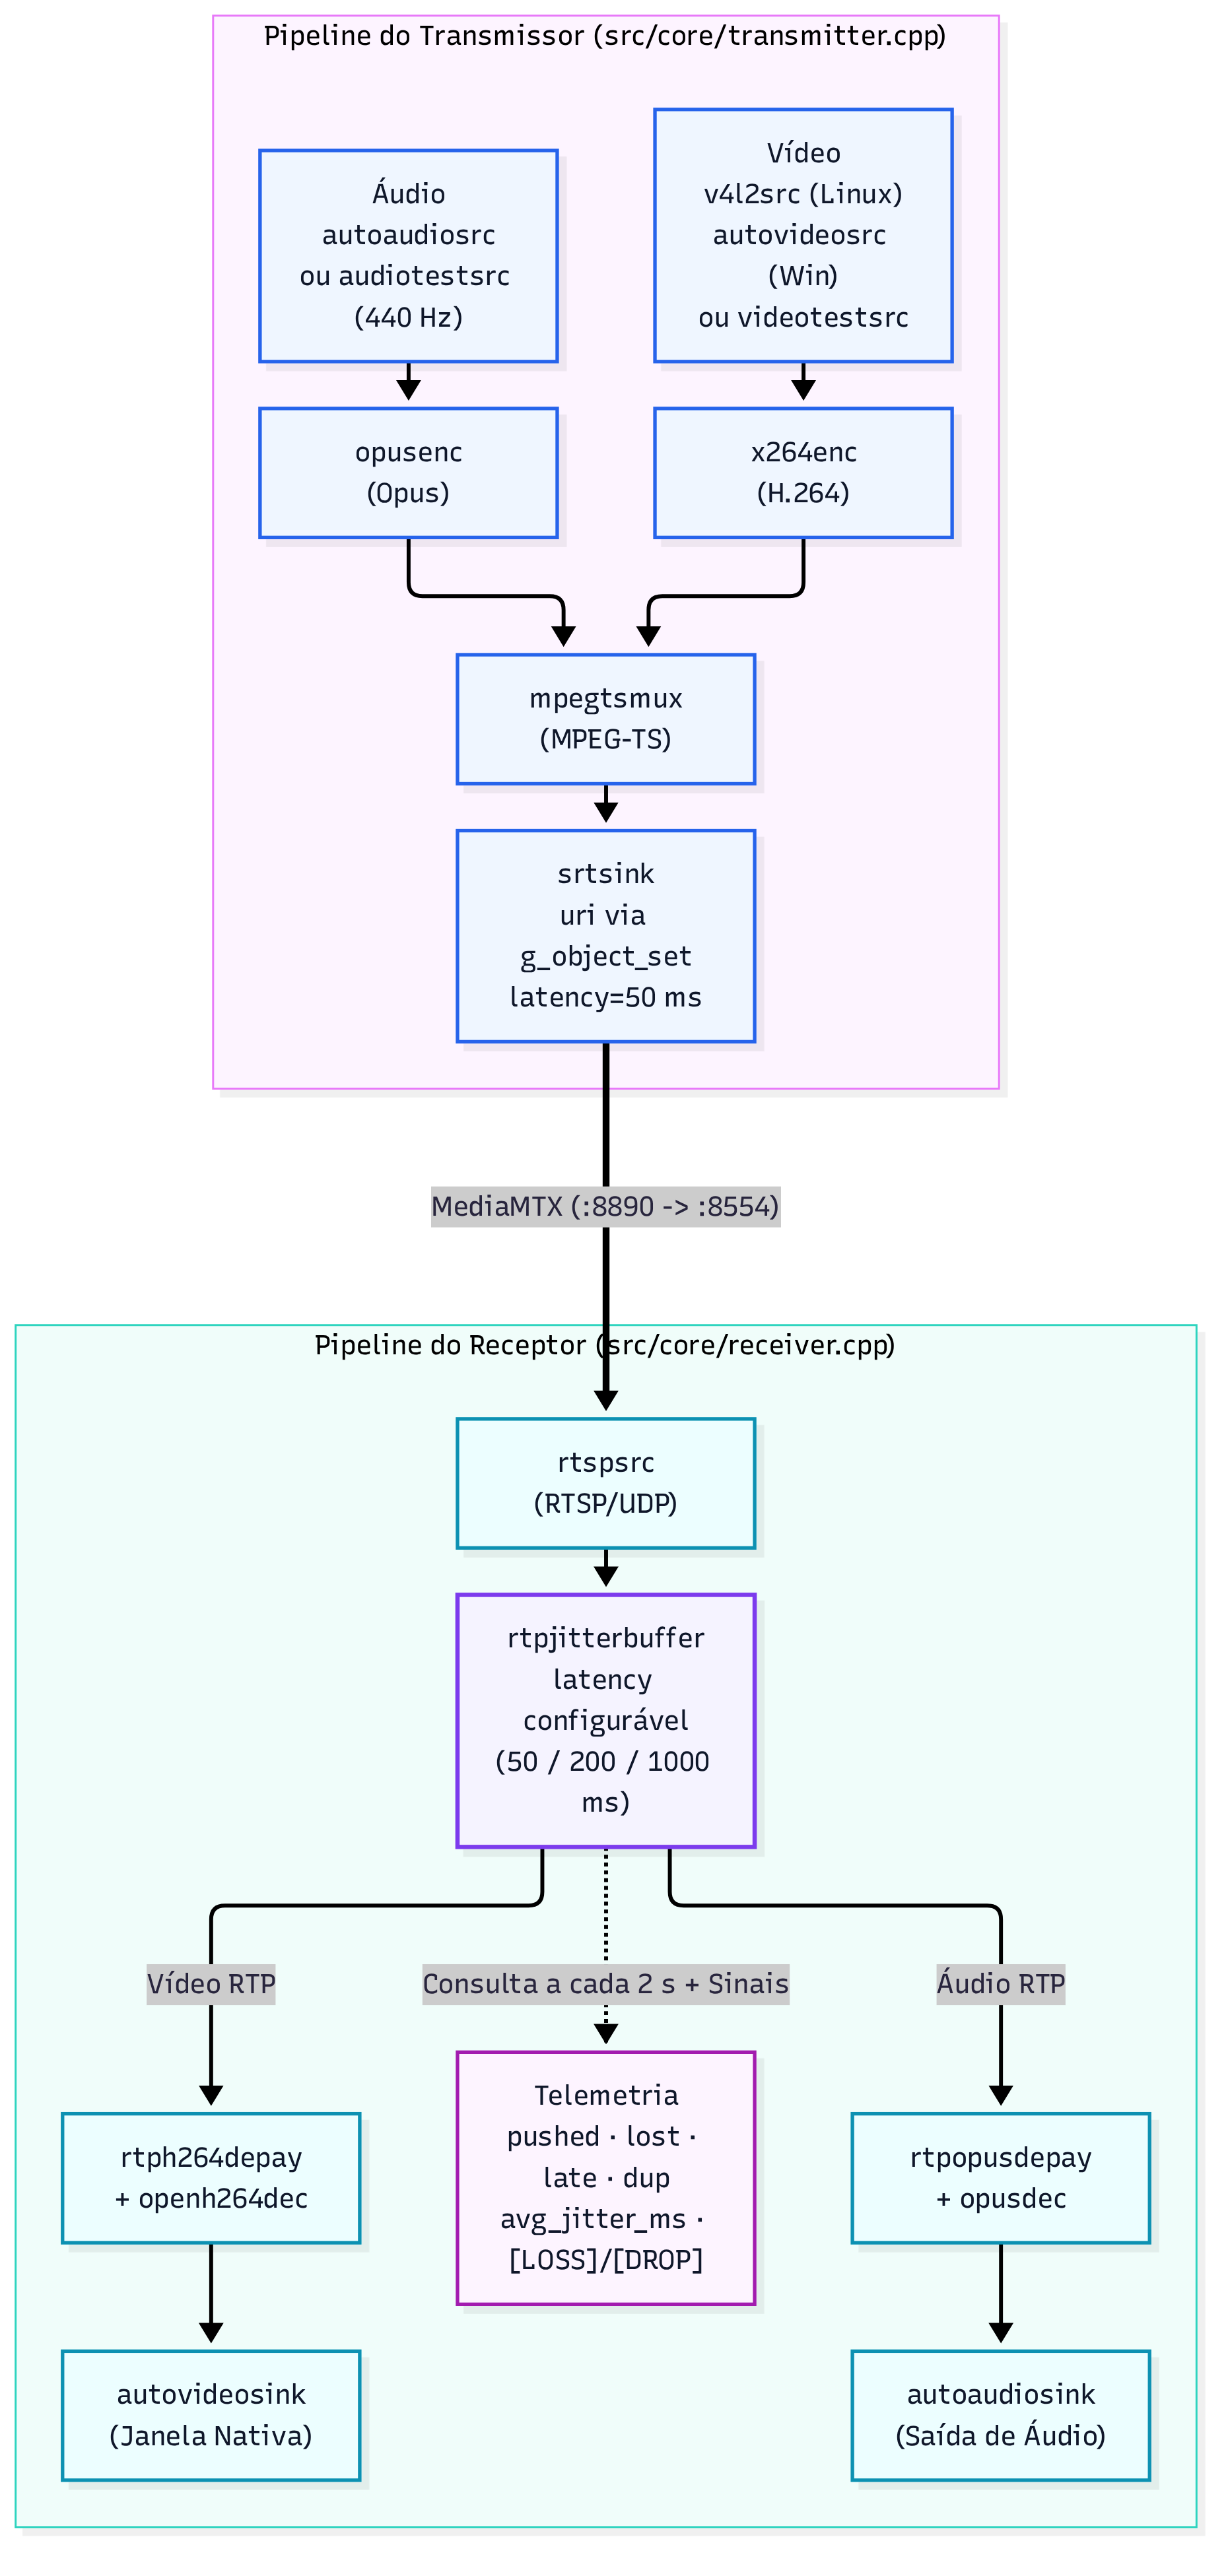 Pipeline do Transmissor (src/core/transmitter.cpp)
Áudio
autoaudiosrc
ou audiotestsrc
(440 Hz)
Vídeo
v4l2src (Linux)
autovideosrc
(Win)
ou videotestsrc
opusenc
(Opus)
x264enc
(H.264)
mpegtsmux
(MPEG-TS)
srtsink
uri via
g_object_set
latency=50 ms
MediaMTX (:8890 -> :8554)
Pipeline do Receptor (src/core/receiver.cpp)
rtspsrc
(RTSP/UDP)
rtpjitterbuffer
latency
configurável
(50 / 200 / 1000
ms)
Vídeo RTP
Consulta a cada 2 s + Sinais
Áudio RTP
rtph264depay
+ openh264dec
Telemetria
pushed · lost ·
late · dup
avg_jitter_ms ·
[LOSS]/[DROP]
rtpopusdepay
+ opusdec
autovideosink
(Janela Nativa)
autoaudiosink
(Saída de Áudio)